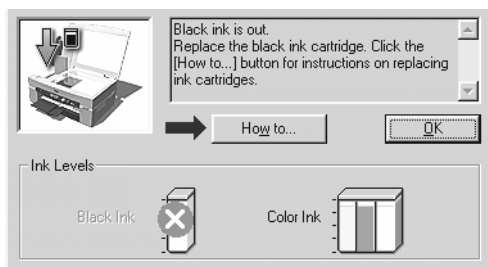 Black ink is out.
Replace the black ink cartridge. Click the
[How to...] button for instructions on replacing
ink cartridges.
How to...
OK
Ink Levels
Black Ink
Color Ink